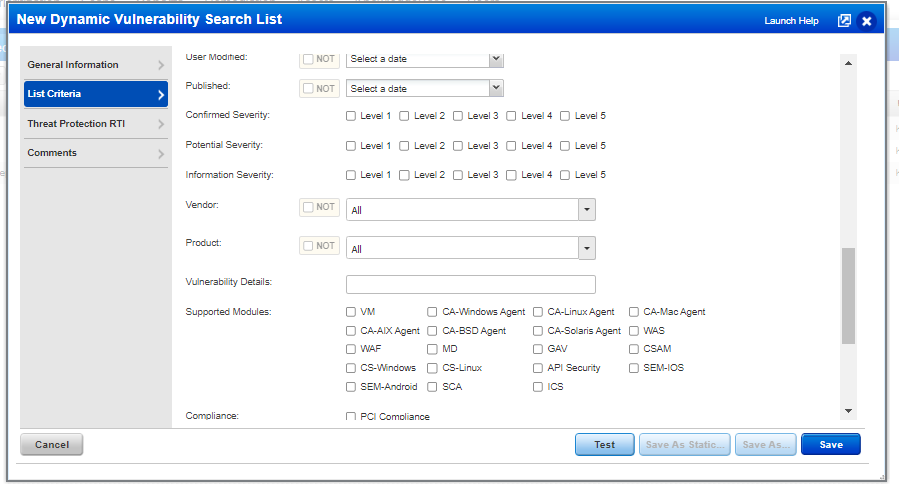 New Dynamic Vulnerability Search List
Launch Help
General Information
List Criteria
Threat Protection RTI
Comments
User Modified: NOT Select a date
Published: NOT Select a date
Confirmed Severity: Level 1 Level 2 Level 3 Level 4 Level 5
Potential Severity: Level 1 Level 2 Level 3 Level 4 Level 5
Information Severity: Level 1 Level 2 Level 3 Level 4 Level 5
Vendor: NOT All
Product: NOT All
Vulnerability Details:
Supported Modules: VM CA-Windows Agent CA-Linux Agent CA-Mac Agent
CA-AIX Agent CA-BSD Agent CA-Solaris Agent WAS
WAF MD GAV CSAM
CS-Windows CS-Linux API Security SEM-IOS
SEM-Android SCA ICS
Compliance: PCI Compliance
Cancel Test Save As Static... Save As... Save